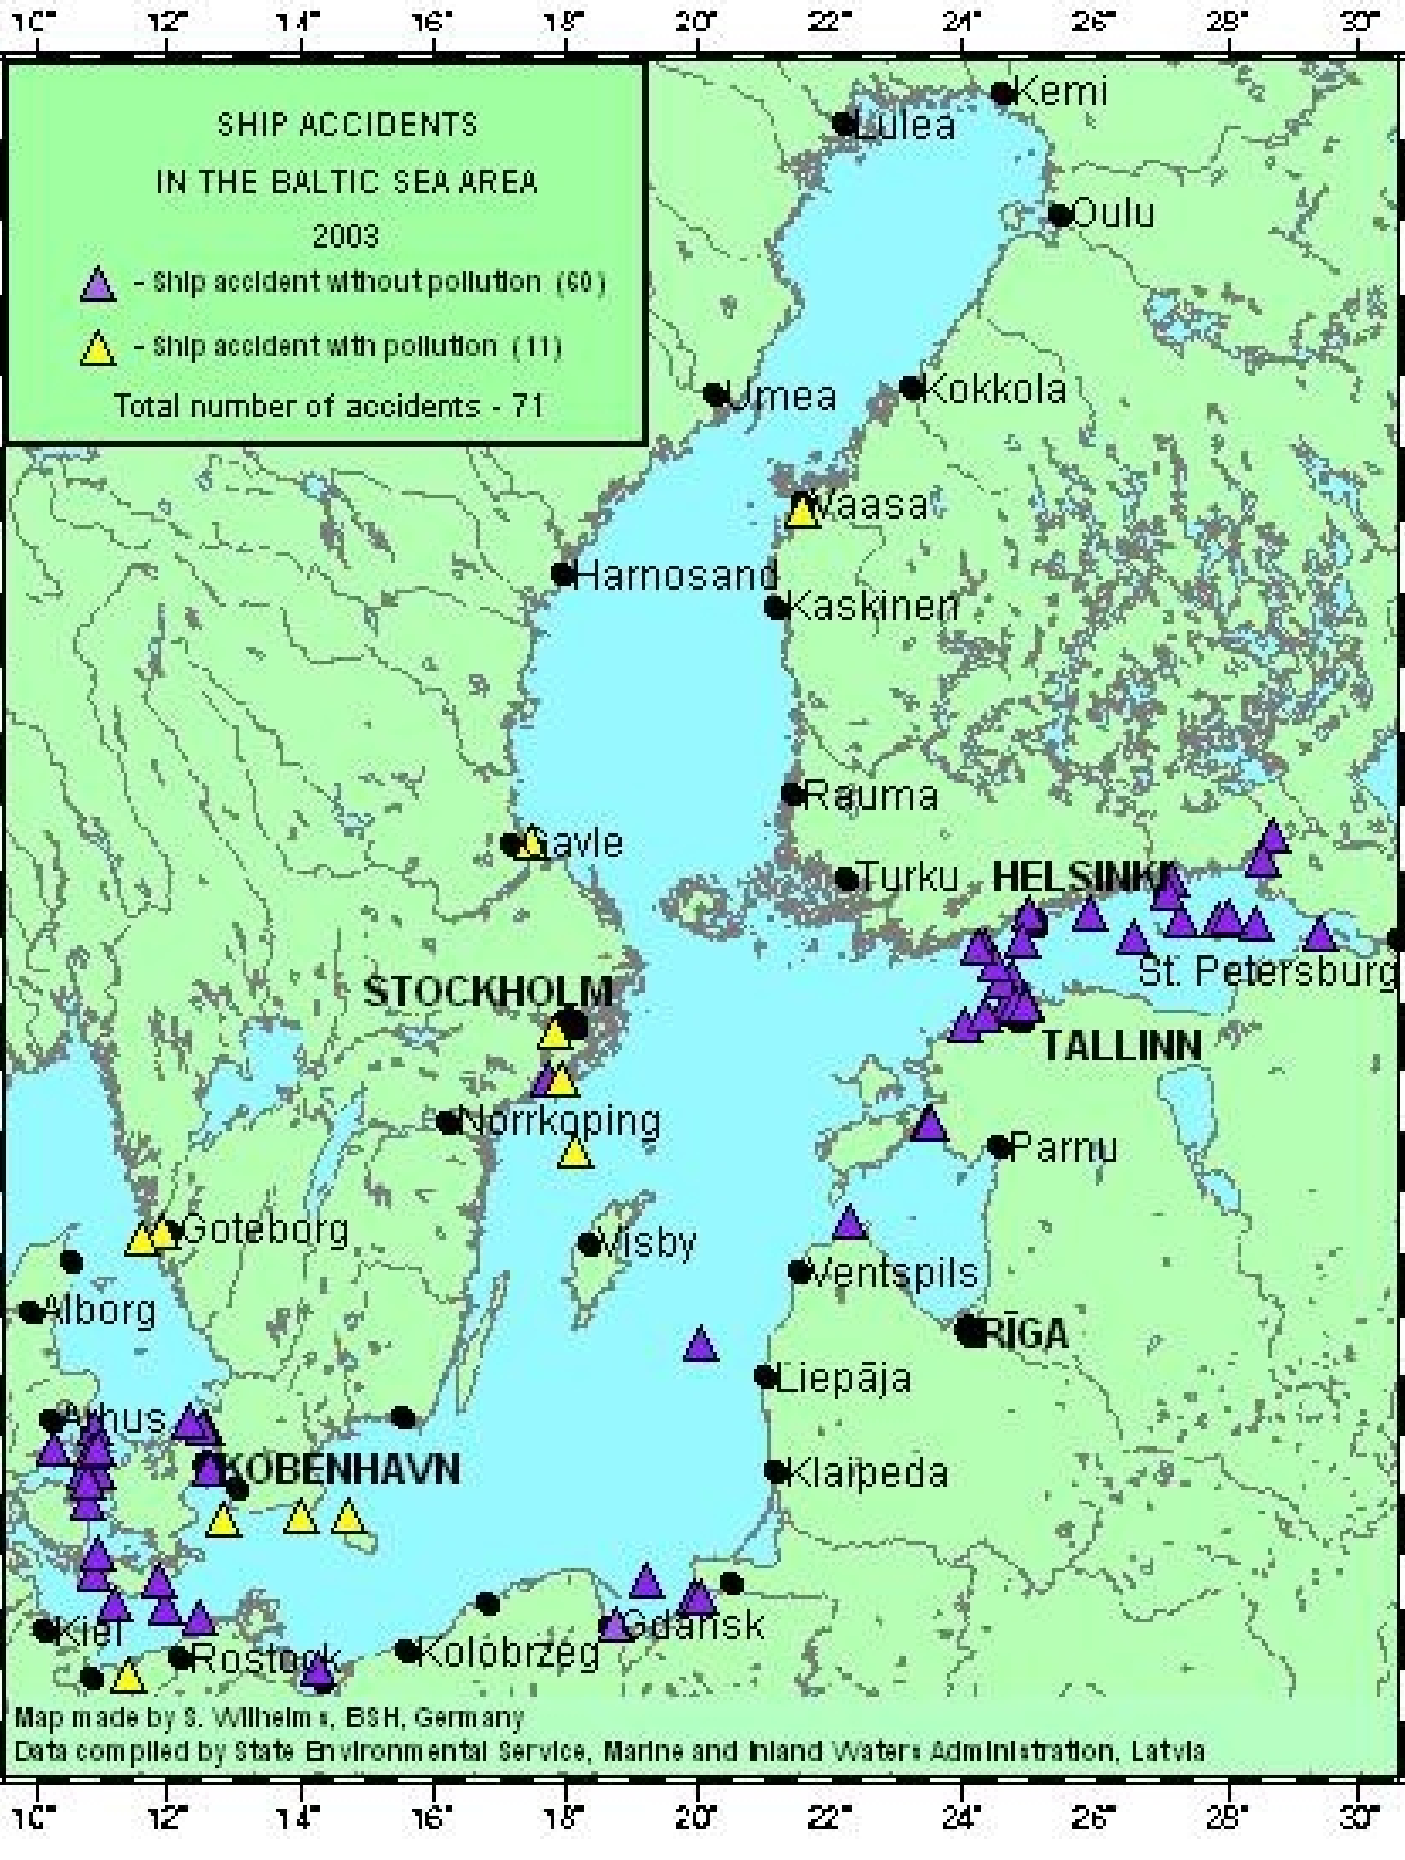 10° 12° 14° 16° 18° 20° 22° 24° 26° 28° 30°
SHIP ACCIDENTS
IN THE BALTIC SEA AREA
2003
- Ship accident without pollution (60)
- Ship accident with pollution (11)
Total number of accidents - 71
Kemi
Lulea
Oulu
Umea
Kokkola
Vaasa
Harnosand
Kaskinen
Rauma
Gavle
Turku
HELSINKI
St. Petersburg
STOCKHOLM
TALLINN
Norrkoping
Parnu
Goteborg
Visby
Ventspils
Alborg
RĪGA
Liepāja
Arhus
KOBENHAVN
Klaipeda
Kiel
Gdansk
Rostock
Kolobrzeg
Map made by S. Wilhelms, BSH, Germany
Data compiled by State Environmental Service, Marine and Inland Waters Administration, Latvia
10° 12° 14° 16° 18° 20° 22° 24° 26° 28° 30°